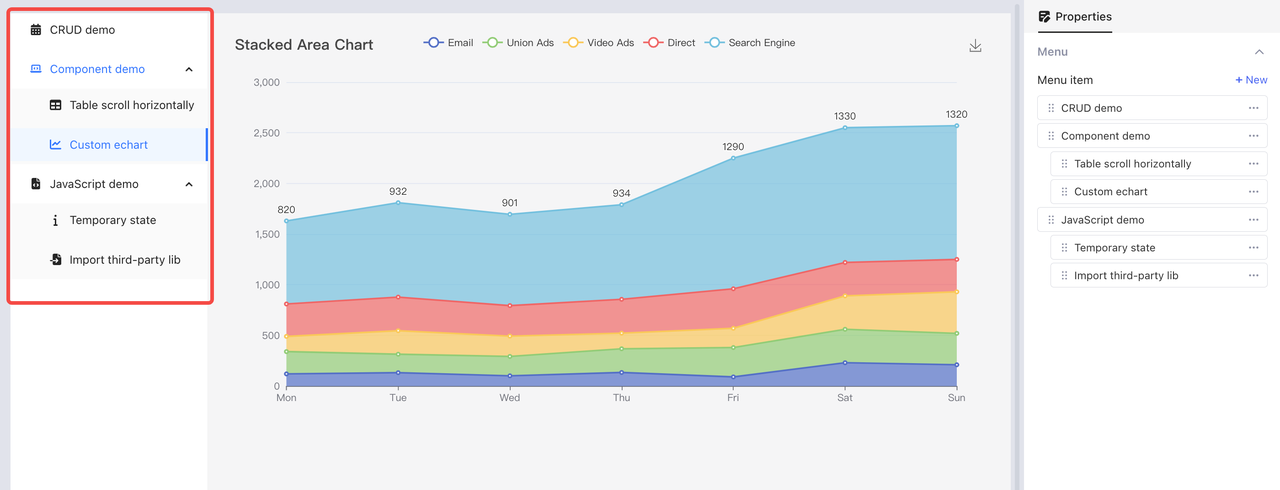 CRUD demo
Component demo
Table scroll horizontally
Custom echart
JavaScript demo
Temporary state
Import third-party lib
Stacked Area Chart
Email Union Ads Video Ads Direct Search Engine
3,000
2,500
2,000
1,500
1,000
500
0
820 932 901 934 1290 1330 1320
Mon Tue Wed Thu Fri Sat Sun
Properties
Menu
Menu item + New
CRUD demo
Component demo
Table scroll horizontally
Custom echart
JavaScript demo
Temporary state
Import third-party lib